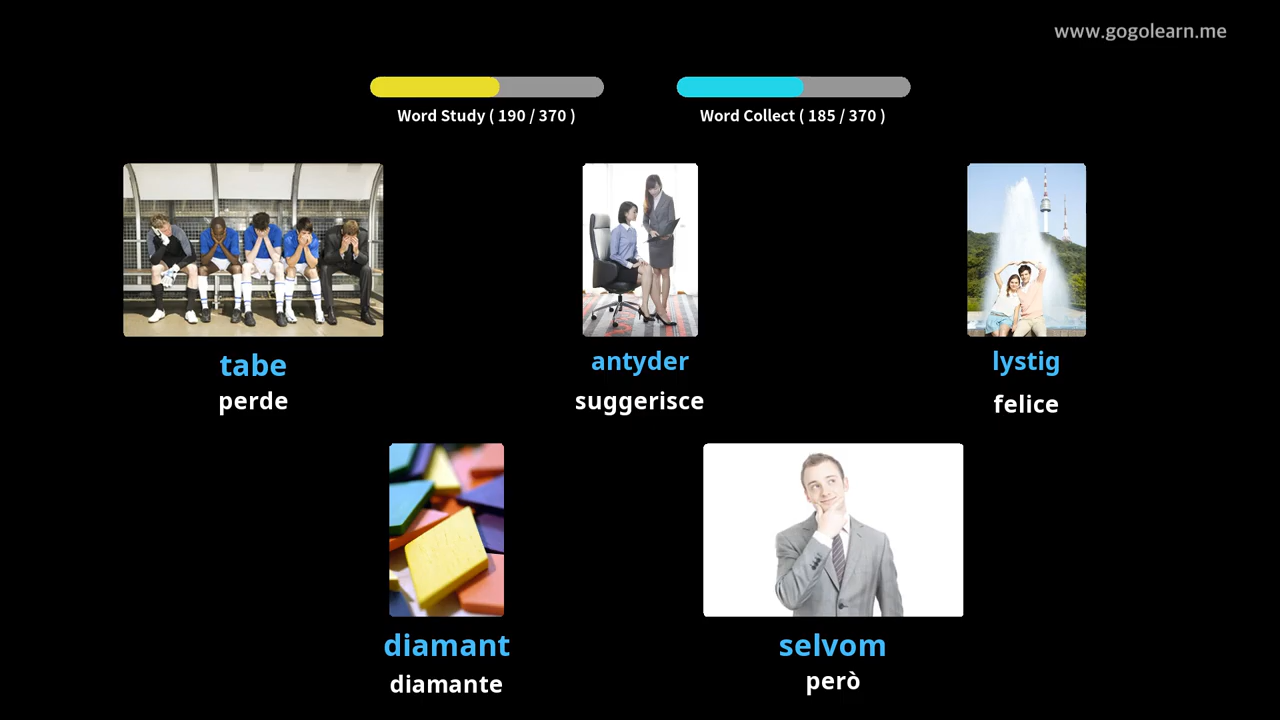 www.gogolearn.me
Word Study ( 190 / 370 )
Word Collect ( 185 / 370 )
tabe
perde
antyder
suggerisce
lystig
felice
diamant
diamante
selvom
però